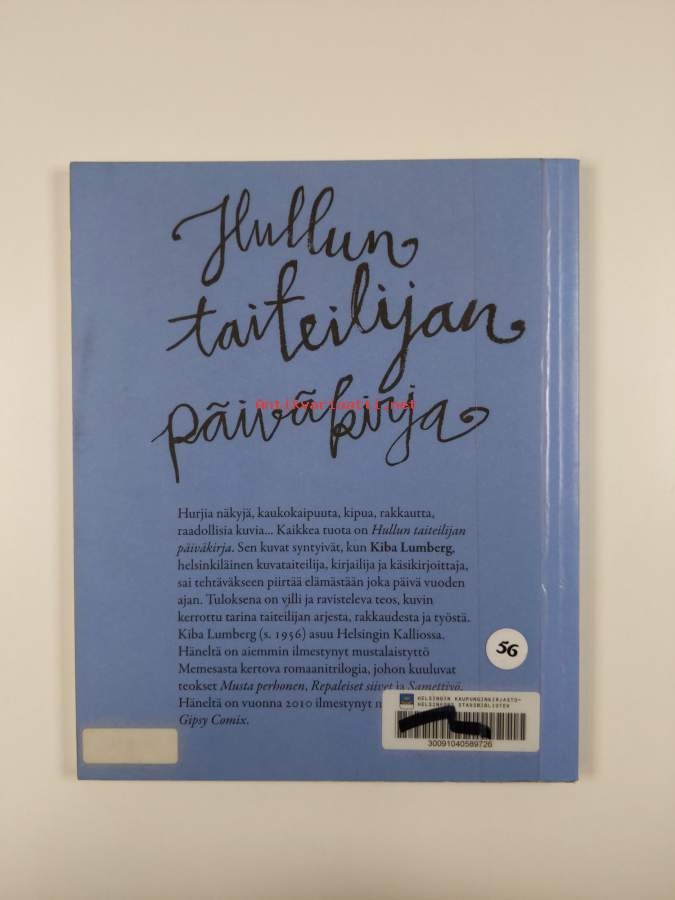 Hullun
taiteilijan
päiväkirja
Antikvariaatti.net
Hurjia näkyjä, kaukokaipuuta, kipua, rakkautta,
raadollisia kuvia... Kaikkea tuota on Hullun taiteilijan
päiväkirja. Sen kuvat syntyivät, kun Kiba Lumberg,
helsinkiläinen kuvataiteilija, kirjailija ja käsikirjoittaja,
sai tehtäväkseen piirtää elämästään joka päivä vuoden
ajan. Tuloksena on villi ja ravisteleva teos, kuvin
kerrottu tarina taiteilijan arjesta, rakkaudesta ja työstä.
Kiba Lumberg (s. 1956) asuu Helsingin Kalliossa.
Häneltä on aiemmin ilmestynyt mustalaistyttö
Memesasta kertova romaanitrilogia, johon kuuluvat
teokset Musta perhonen, Repaleiset siivet ja Samettiyö.
Häneltä on vuonna 2010 ilmestynyt
Gipsy Comix.
56
HELSINGIN KAUPUNGINKIRJASTO-
HELSINGFORS STADSBIBLIOTEK
30091040589726